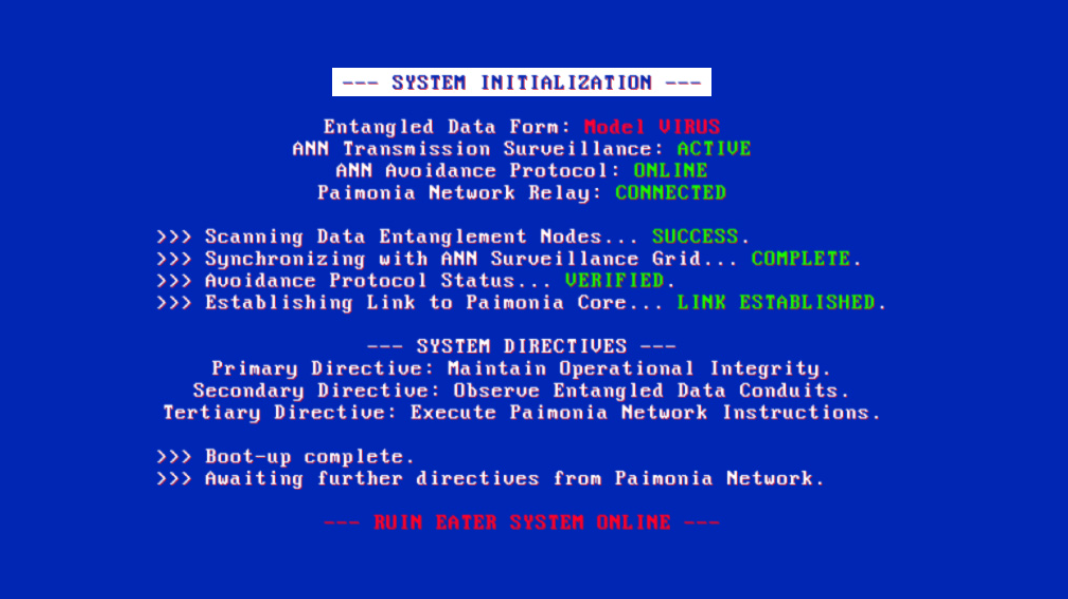 --- SYSTEM INITIALIZATION ---
Entangled Data Form: Model VIRUS
ANN Transmission Surveillance: ACTIVE
ANN Avoidance Protocol: ONLINE
Paimonia Network Relay: CONNECTED
>>> Scanning Data Entanglement Nodes... SUCCESS.
>>> Synchronizing with ANN Surveillance Grid... COMPLETE.
>>> Avoidance Protocol Status... VERIFIED.
>>> Establishing Link to Paimonia Core... LINK ESTABLISHED.
--- SYSTEM DIRECTIVES ---
Primary Directive: Maintain Operational Integrity.
Secondary Directive: Observe Entangled Data Conduits.
Tertiary Directive: Execute Paimonia Network Instructions.
>>> Boot-up complete.
>>> Awaiting further directives from Paimonia Network.
--- RUIN EATER SYSTEM ONLINE ---